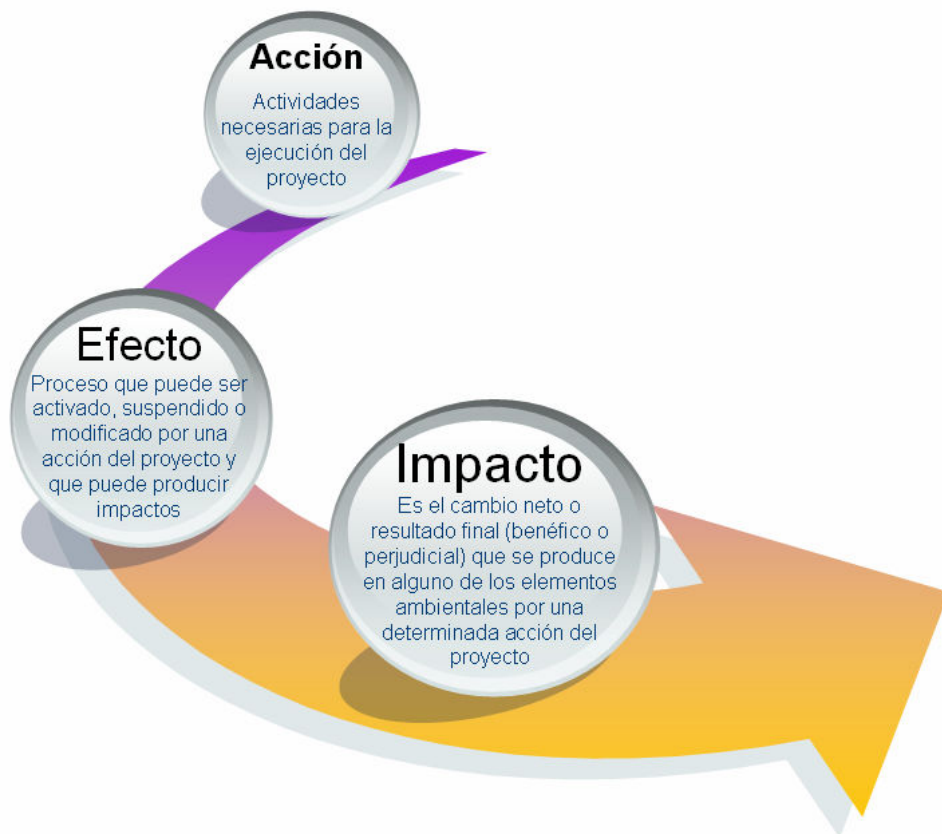 Acción
Actividades
necesarias para la
ejecución del
proyecto
Efecto
Proceso que puede ser
activado, suspendido o
modificado por una
acción del proyecto y
que puede producir
impactos
Impacto
Es el cambio neto o
resultado final (benéfico o
perjudicial) que se produce
en alguno de los elementos
ambientales por una
determinada acción del
proyecto